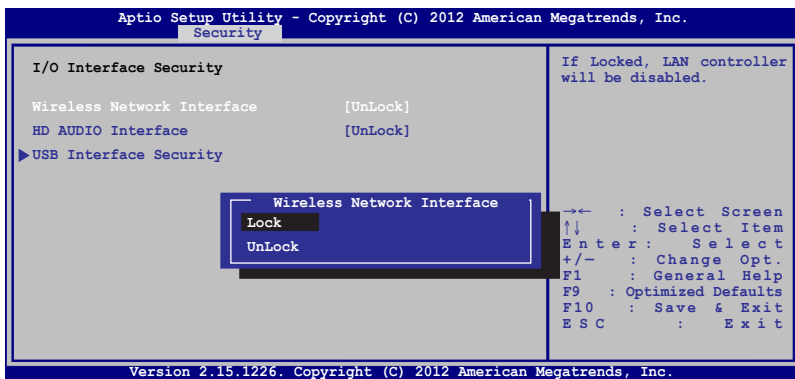 Aptio Setup Utility - Copyright (C) 2012 American Megatrends, Inc.
Security
I/O Interface Security
Wireless Network Interface [UnLock]
HD AUDIO Interface [UnLock]
USB Interface Security
If Locked, LAN controller
will be disabled.
Wireless Network Interface
Lock
UnLock
→← : Select Screen
↑↓ : Select Item
Enter: Select
+/— : Change Opt.
F1 : General Help
F9 : Optimized Defaults
F10 : Save & Exit
ESC : Exit
Version 2.15.1226. Copyright (C) 2012 American Megatrends, Inc.